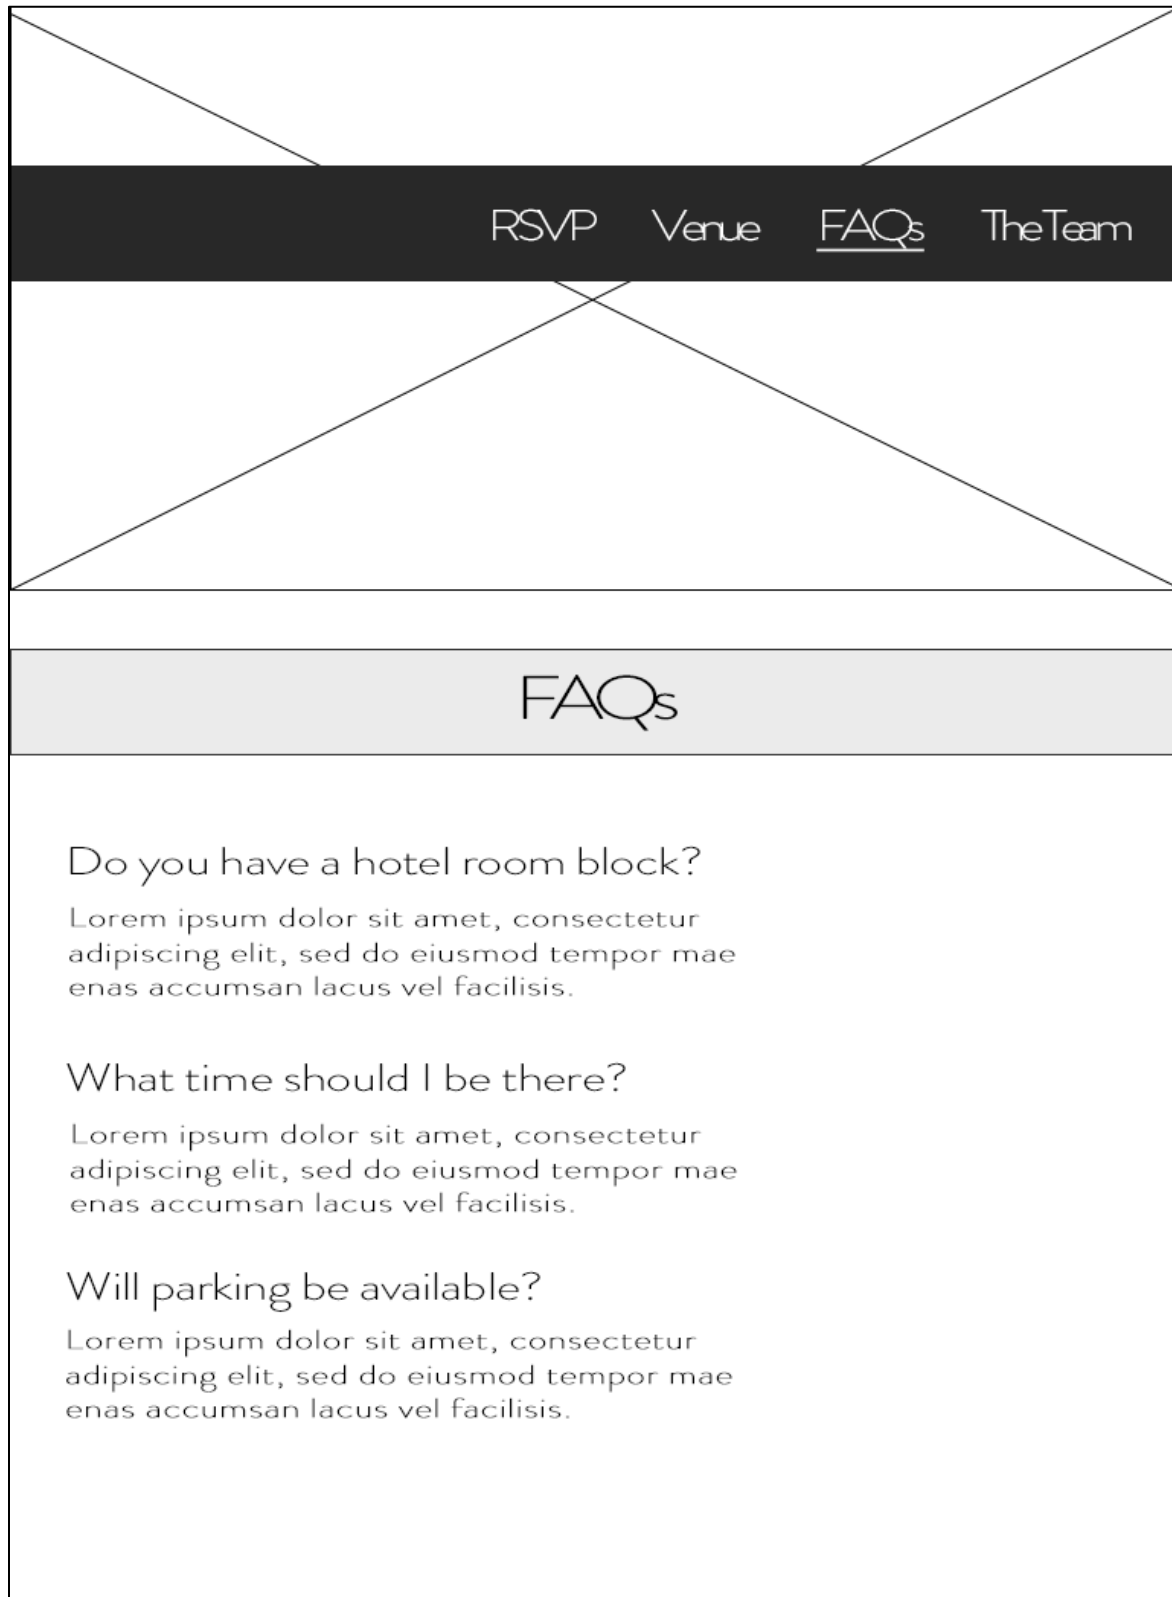 RSVP Venue FAQs The Team
FAQs
Do you have a hotel room block?
Lorem ipsum dolor sit amet, consectetur
adipiscing elit, sed do eiusmod tempor mae
enas accumsan lacus vel facilisis.
What time should I be there?
Lorem ipsum dolor sit amet, consectetur
adipiscing elit, sed do eiusmod tempor mae
enas accumsan lacus vel facilisis.
Will parking be available?
Lorem ipsum dolor sit amet, consectetur
adipiscing elit, sed do eiusmod tempor mae
enas accumsan lacus vel facilisis.